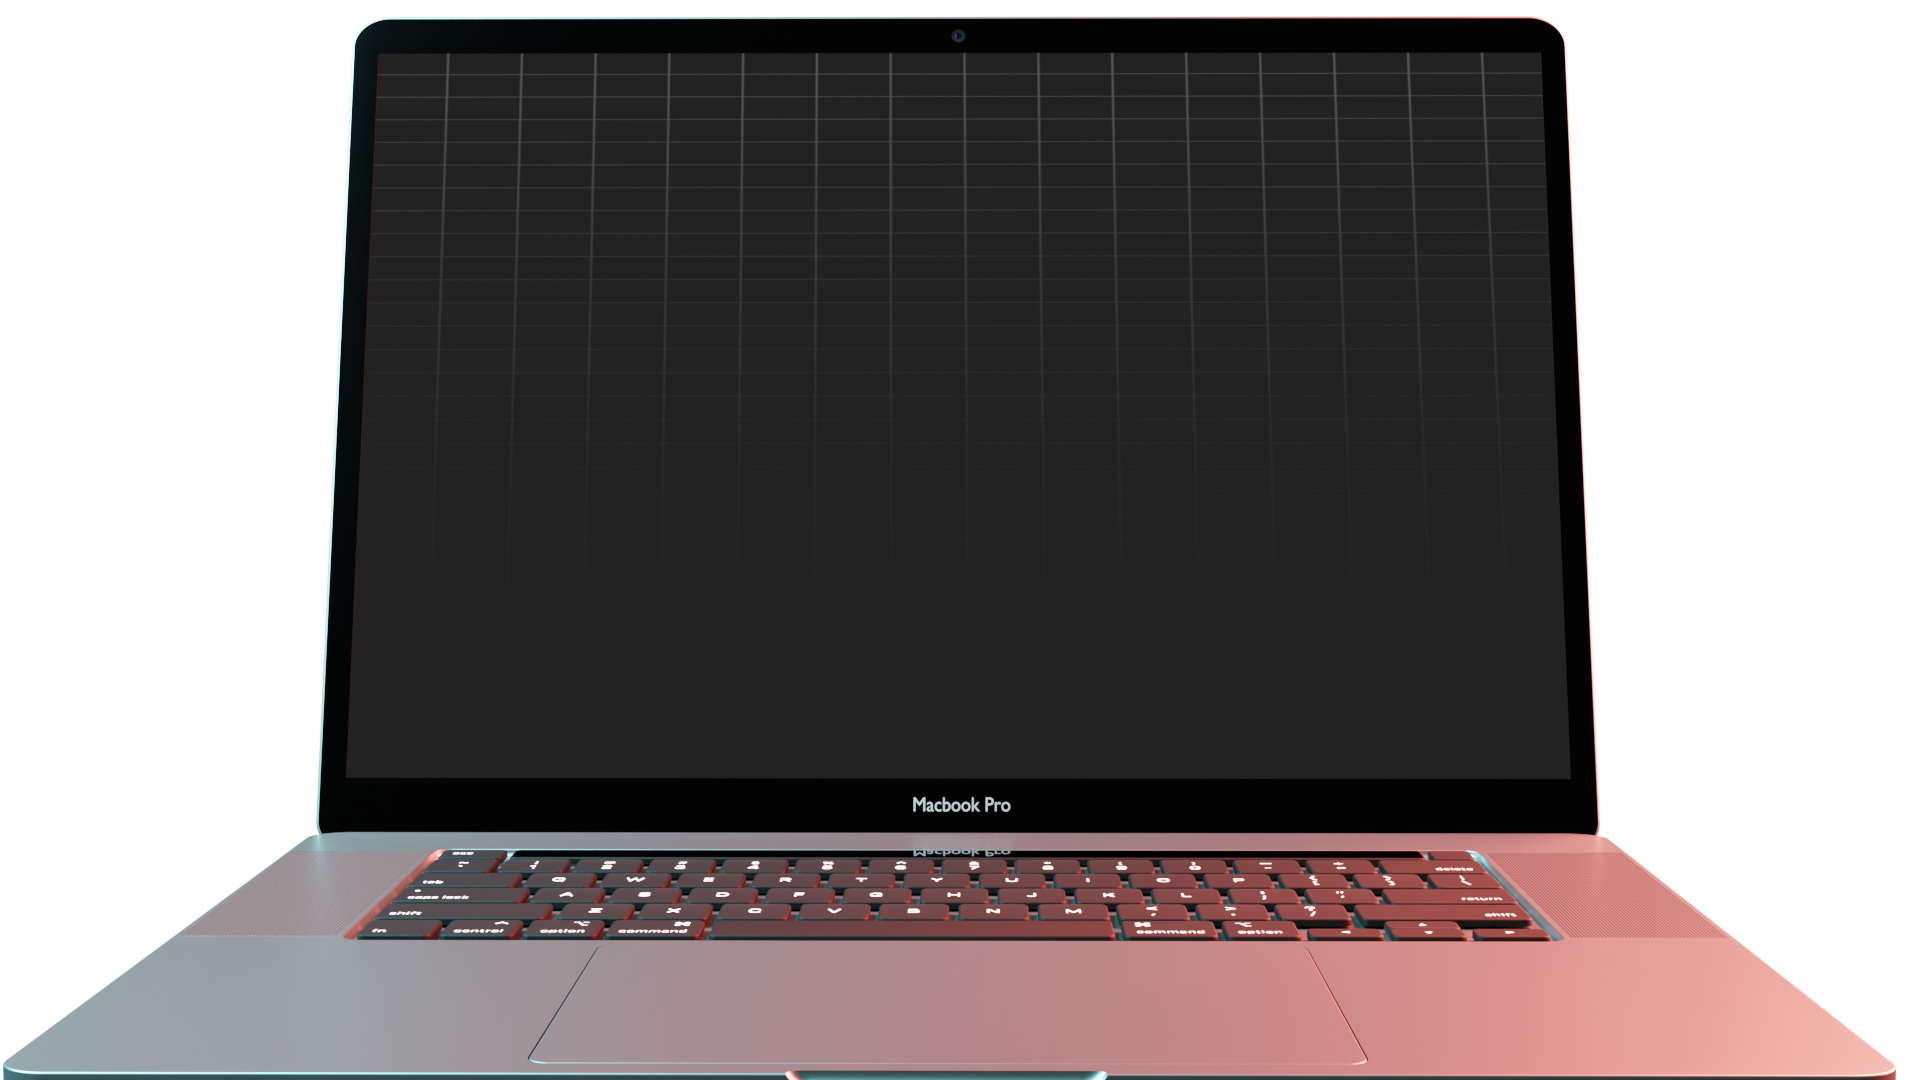 Macbook Pro
esc
~ ! @ # $ % ^ & * ( ) _ + delete
tab Q W E R T Y U I O P
caps lock A S D F G H J K L return
shift Z X C V B N M shift
fn control option command command option